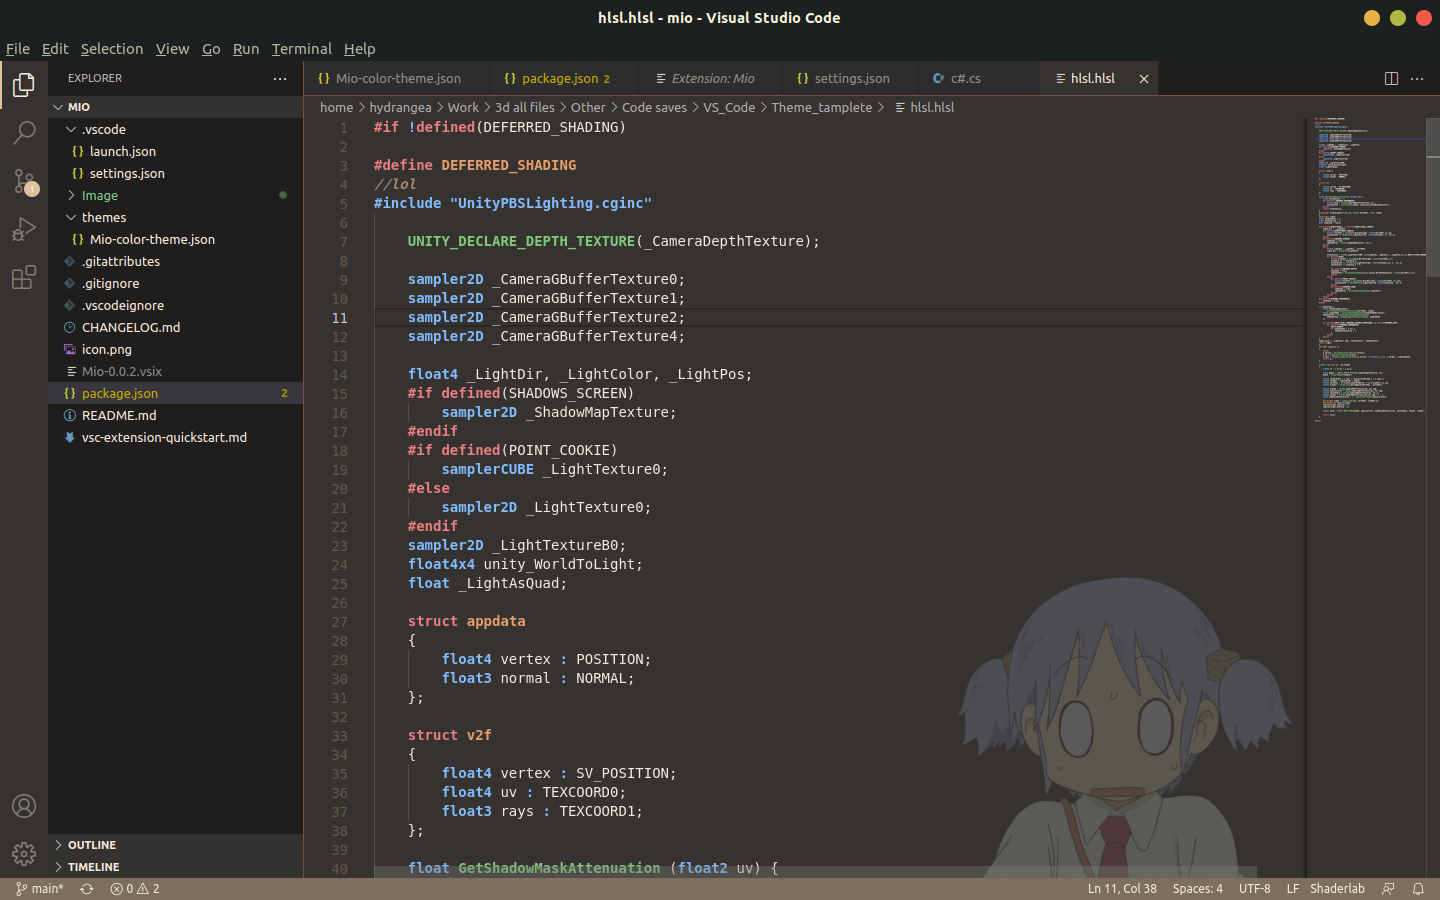 hlsl.hlsl - mio - Visual Studio Code
File Edit Selection View Go Run Terminal Help
EXPLORER
Mio-color-theme.json
package.json 2
Extension: Mio
settings.json
c#.cs
hlsl.hlsl
MIO
.vscode
launch.json
settings.json
Image
themes
Mio-color-theme.json
.gitattributes
.gitignore
.vscodeignore
CHANGELOG.md
icon.png
Mio-0.0.2.vsix
package.json 2
README.md
vsc-extension-quickstart.md
OUTLINE
TIMELINE
1
home > hydrangea > Work > 3d all files > Other > Code saves > VS_Code > Theme_tamplete > hlsl.hlsl
1 #if !defined(DEFERRED_SHADING)
2
3 #define DEFERRED_SHADING
4 //lol
5 #include "UnityPBSLighting.cginc"
6
7 UNITY_DECLARE_DEPTH_TEXTURE(_CameraDepthTexture);
8
9 sampler2D _CameraGBufferTexture0;
10 sampler2D _CameraGBufferTexture1;
11 sampler2D _CameraGBufferTexture2;
12 sampler2D _CameraGBufferTexture4;
13
14 float4 _LightDir, _LightColor, _LightPos;
15 #if defined(SHADOWS_SCREEN)
16 sampler2D _ShadowMapTexture;
17 #endif
18 #if defined(POINT_COOKIE)
19 samplerCUBE _LightTexture0;
20 #else
21 sampler2D _LightTexture0;
22 #endif
23 sampler2D _LightTextureB0;
24 float4x4 unity_WorldToLight;
25 float _LightAsQuad;
26
27 struct appdata
28 {
29 float4 vertex : POSITION;
30 float3 normal : NORMAL;
31 };
32
33 struct v2f
34 {
35 float4 vertex : SV_POSITION;
36 float4 uv : TEXCOORD0;
37 float3 rays : TEXCOORD1;
38 };
39
40 float GetShadowMaskAttenuation (float2 uv) {
main* 0 2 Ln 11, Col 38 Spaces: 4 UTF-8 LF Shaderlab